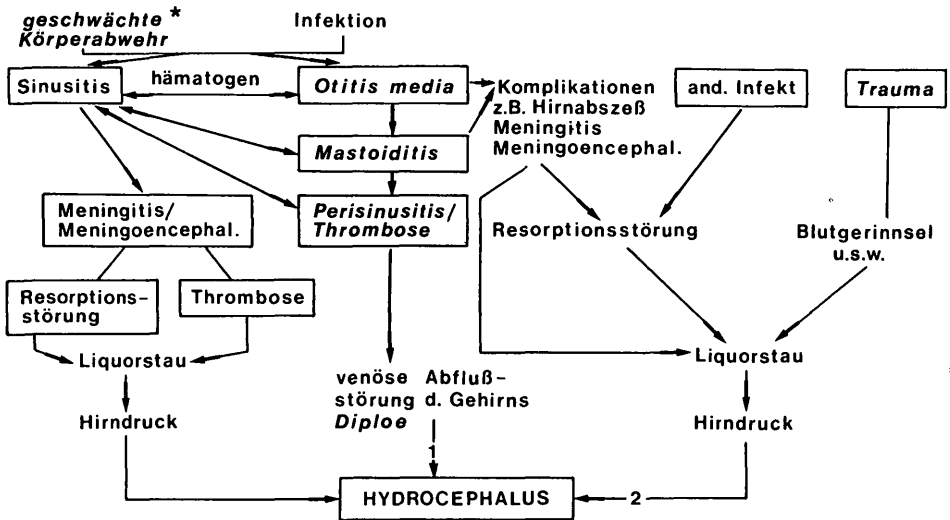 geschwächte *
Körperabwehr
Infektion
Sinusitis
hämatogen
Otitis media
Komplikationen
z.B. Hirnabszeß
Meningitis
Meningoencephal.
and. Infekt
Trauma
Mastoiditis
Meningitis/
Meningoencephal.
Perisinusitis/
Thrombose
Resorptionsstörung
Blutgerinnsel
u.s.w.
Resorptions-
störung
Thrombose
Liquorstau
Liquorstau
venöse Abfluß-
störung d. Gehirns
Diploe
Hirndruck
Hirndruck
1
HYDROCEPHALUS
2